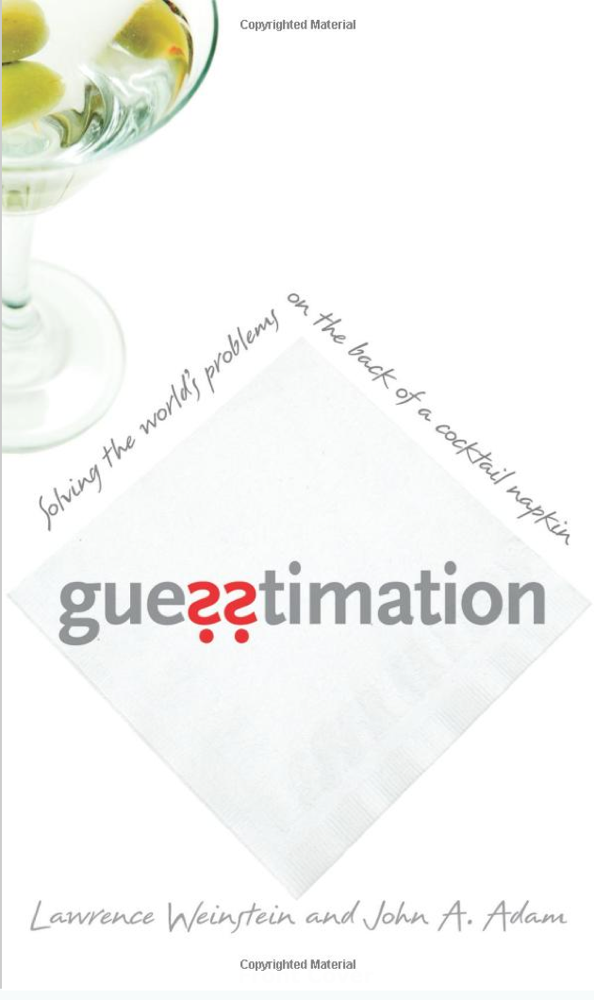 Copyrighted Material
Solving the world's problems
on the back of a cocktail napkin
guesstimation
Lawrence Weinstein and John A. Adam
Copyrighted Material